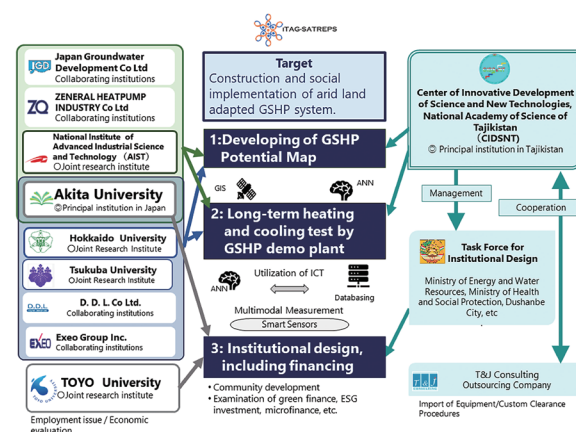 iTAG-SATREPS
JGD
Japan Groundwater
Development Co Ltd
Collaborating institutions
ZQ
ZENERAL HEATPUMP
INDUSTRY Co Ltd
Collaborating institutions
National Institute of
Advanced Industrial Science
and Technology （AIST）
○Joint research institute
Akita University
◎Principal institution in Japan
Hokkaido University
○Joint Research Institute
Tsukuba University
○Joint Research Institute
D.D.L
D. D. L. Co Ltd.
Collaborating institutions
EXEO
Exeo Group Inc.
Collaborating institutions
TOYO University
○Joint research institute
Employment issue / Economic
evaluation
Target
Construction and social
implementation of arid land
adapted GSHP system.
1:Developing of GSHP
Potential Map
GIS
ANN
2: Long-term heating
and cooling test by
GSHP demo plant
Utilization of ICT
ANN
Databasing
Multimodal Measurement
Smart Sensors
3: Institutional design,
including financing
• Community development
• Examination of green finance, ESG
investment, microfinance, etc.
Center of Innovative Development
of Science and New Technologies,
National Academy of Science of
Tajikistan
（CIDSNT）
◎ Principal institution in Tajikistan
Management
Cooperation
Task Force for
Institutional Design
Ministry of Energy and Water
Resources, Ministry of Health
and Social Protection, Dushanbe
City, etc
.
T&J
T&J Consulting
Outsourcing Company
Import of Equipment/Custom Clearance
Procedures